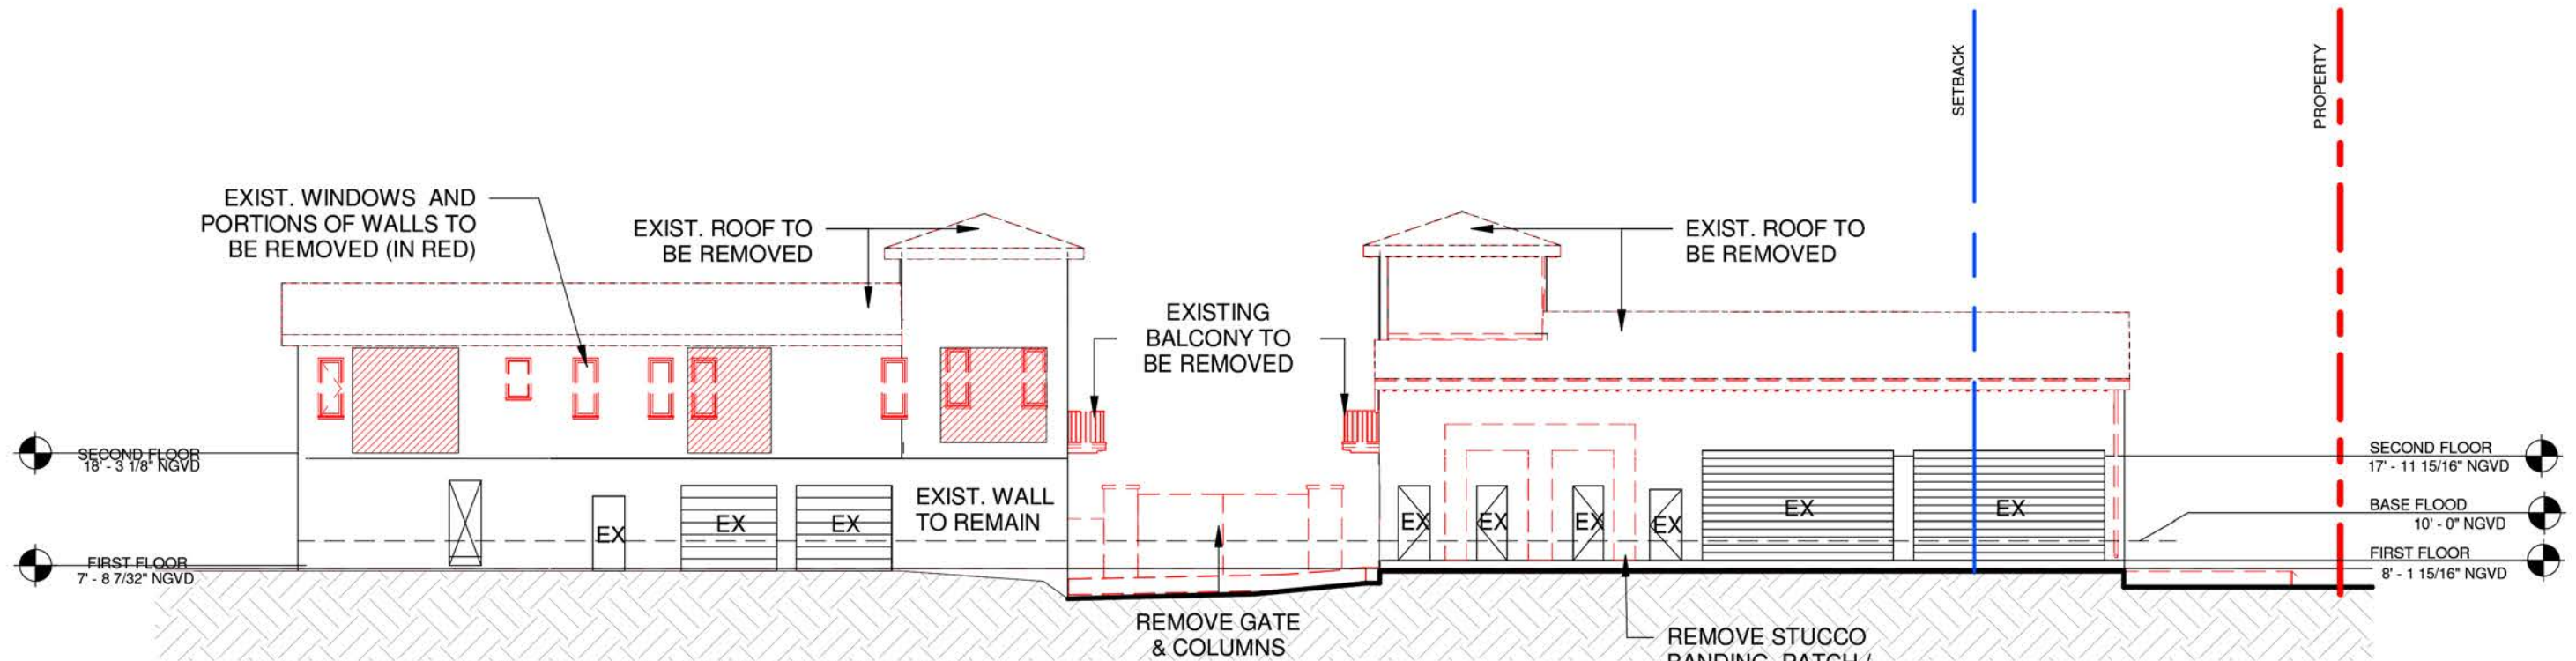 SETBACK
PROPERTY
EXIST. WINDOWS AND
PORTIONS OF WALLS TO
BE REMOVED (IN RED)
EXIST. ROOF TO
BE REMOVED
EXISTING
BALCONY TO
BE REMOVED
EXIST. ROOF TO
BE REMOVED
SECOND FLOOR
18' - 3 1/8" NGVD
FIRST FLOOR
7' - 8 7/32" NGVD
EX
EX
EX
EXIST. WALL
TO REMAIN
EX
EX
EX
EX
EX
EX
SECOND FLOOR
17' - 11 15/16" NGVD
BASE FLOOD
10' - 0" NGVD
FIRST FLOOR
8' - 1 15/16" NGVD
REMOVE GATE
& COLUMNS
REMOVE STUCCO
BANDING, PATCH /